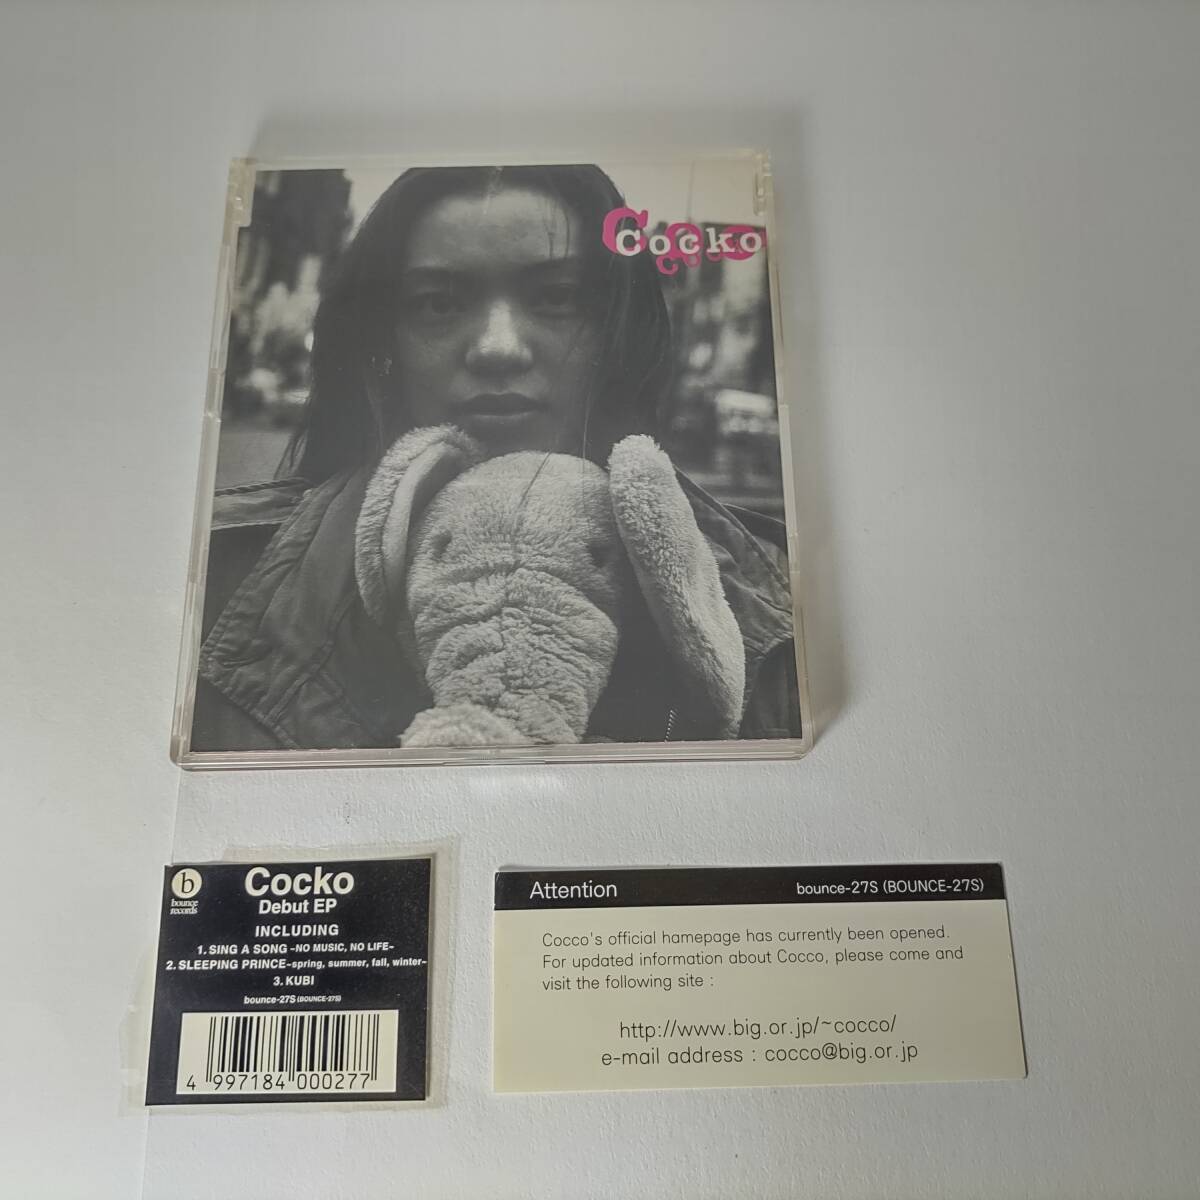 Cocko
b
bounce
records
Cocko
Debut EP
INCLUDING
1. SING A SONG -NO MUSIC, NO LIFE-
2. SLEEPING PRINCE-spring, summer, fall, winter-
3. KUBI
bounce-27S (BOUNCE-27S)
4 997184 000277
Attention bounce-27S (BOUNCE-27S)
Cocco's official hamepage has currently been opened.
For updated information about Cocco, please come and
visit the following site :
http://www.big.or.jp/~cocco/
e-mail address : cocco@big.or.jp